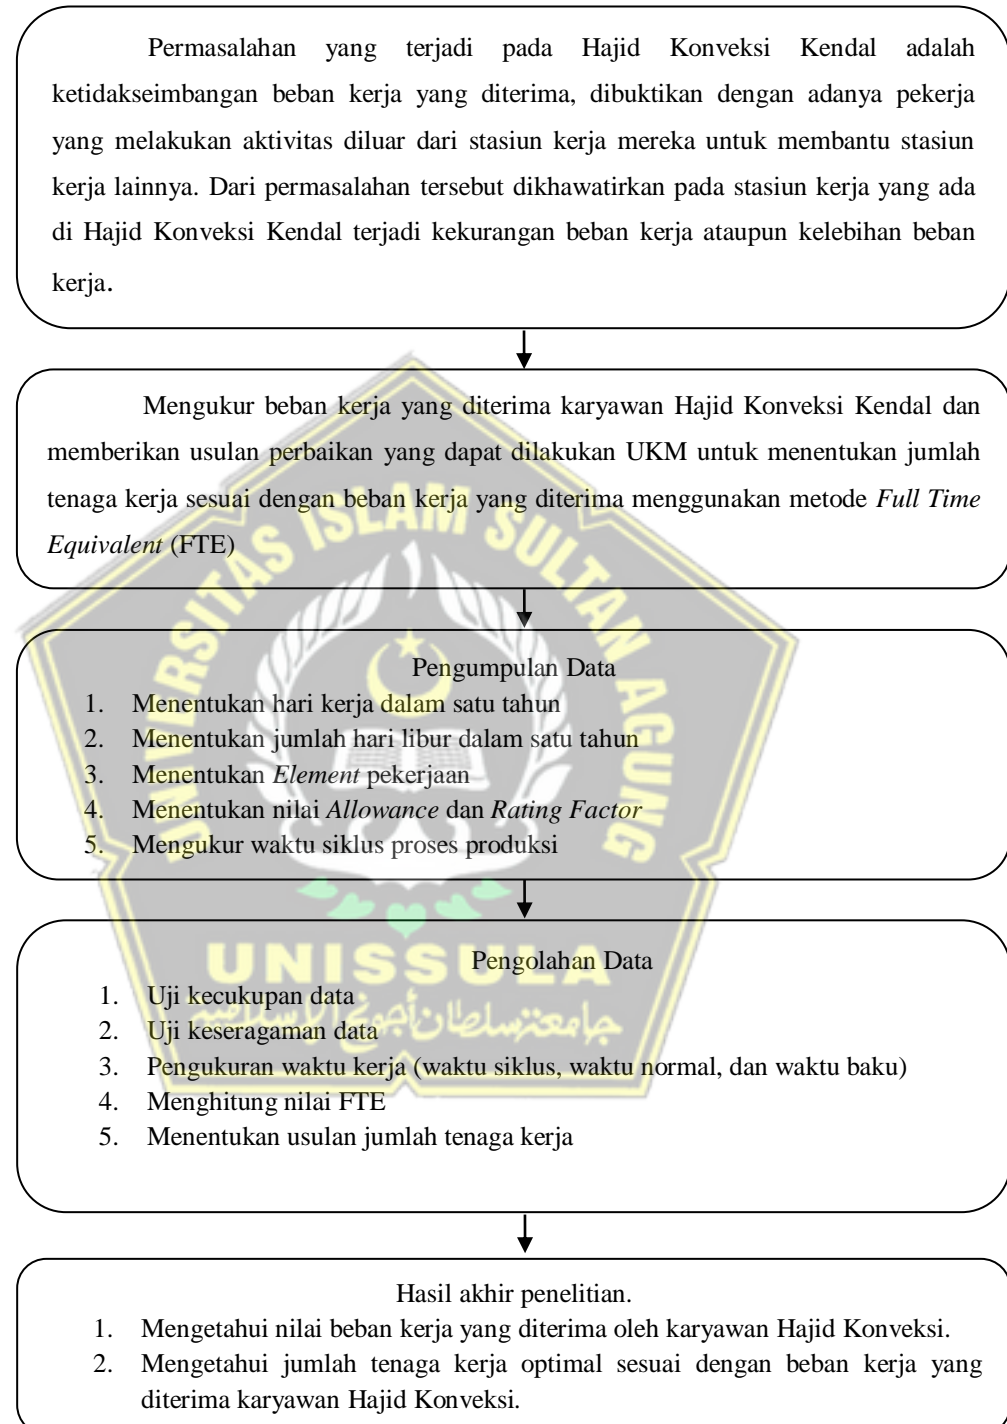 Permasalahan yang terjadi pada Hajid Konveksi Kendal adalah
ketidakseimbangan beban kerja yang diterima, dibuktikan dengan adanya pekerja
yang melakukan aktivitas diluar dari stasiun kerja mereka untuk membantu stasiun
kerja lainnya. Dari permasalahan tersebut dikhawatirkan pada stasiun kerja yang ada
di Hajid Konveksi Kendal terjadi kekurangan beban kerja ataupun kelebihan beban
kerja.
Mengukur beban kerja yang diterima karyawan Hajid Konveksi Kendal dan
memberikan usulan perbaikan yang dapat dilakukan UKM untuk menentukan jumlah
tenaga kerja sesuai dengan beban kerja yang diterima menggunakan metode Full Time
Equivalent (FTE)
UNIVERSITAS ISLAM SULTAN AGUNG
Pengumpulan Data
1. Menentukan hari kerja dalam satu tahun
2. Menentukan jumlah hari libur dalam satu tahun
3. Menentukan Element pekerjaan
4. Menentukan nilai Allowance dan Rating Factor
5. Mengukur waktu siklus proses produksi
UNISSULA
جامعتسلطان أجونج الإسلامية
Pengolahan Data
1. Uji kecukupan data
2. Uji keseragaman data
3. Pengukuran waktu kerja (waktu siklus, waktu normal, dan waktu baku)
4. Menghitung nilai FTE
5. Menentukan usulan jumlah tenaga kerja
Hasil akhir penelitian.
1. Mengetahui nilai beban kerja yang diterima oleh karyawan Hajid Konveksi.
2. Mengetahui jumlah tenaga kerja optimal sesuai dengan beban kerja yang
diterima karyawan Hajid Konveksi.